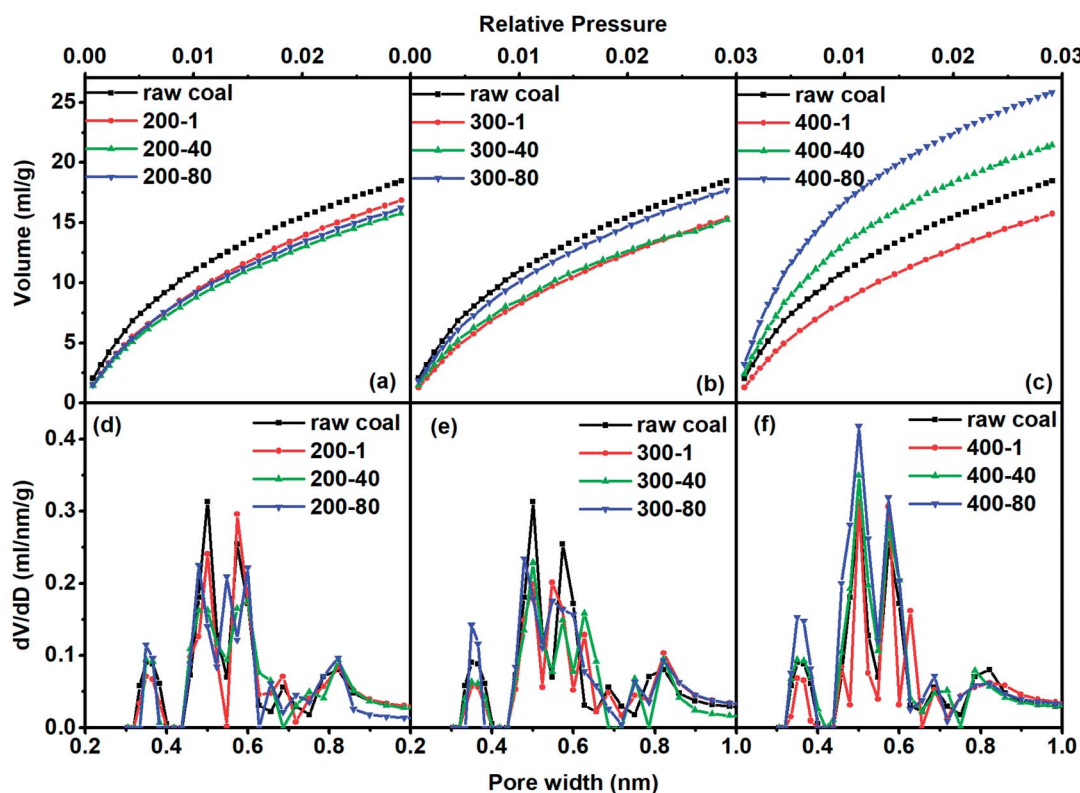 Relative Pressure
0.00 0.01 0.02 0.00 0.01 0.02 0.03 0.01 0.02 0.03
Volume (ml/g)
25
20
15
10
5
0
raw coal
200-1
200-40
200-80
(a)
raw coal
300-1
300-40
300-80
(b)
raw coal
400-1
400-40
400-80
(c)
dV/dD (ml/nm/g)
0.4
0.3
0.2
0.1
0.0
(d)
raw coal
200-1
200-40
200-80
(e)
raw coal
300-1
300-40
300-80
(f)
raw coal
400-1
400-40
400-80
0.2 0.4 0.6 0.8 0.2 0.4 0.6 0.8 1.0 0.4 0.6 0.8 1.0
Pore width (nm)